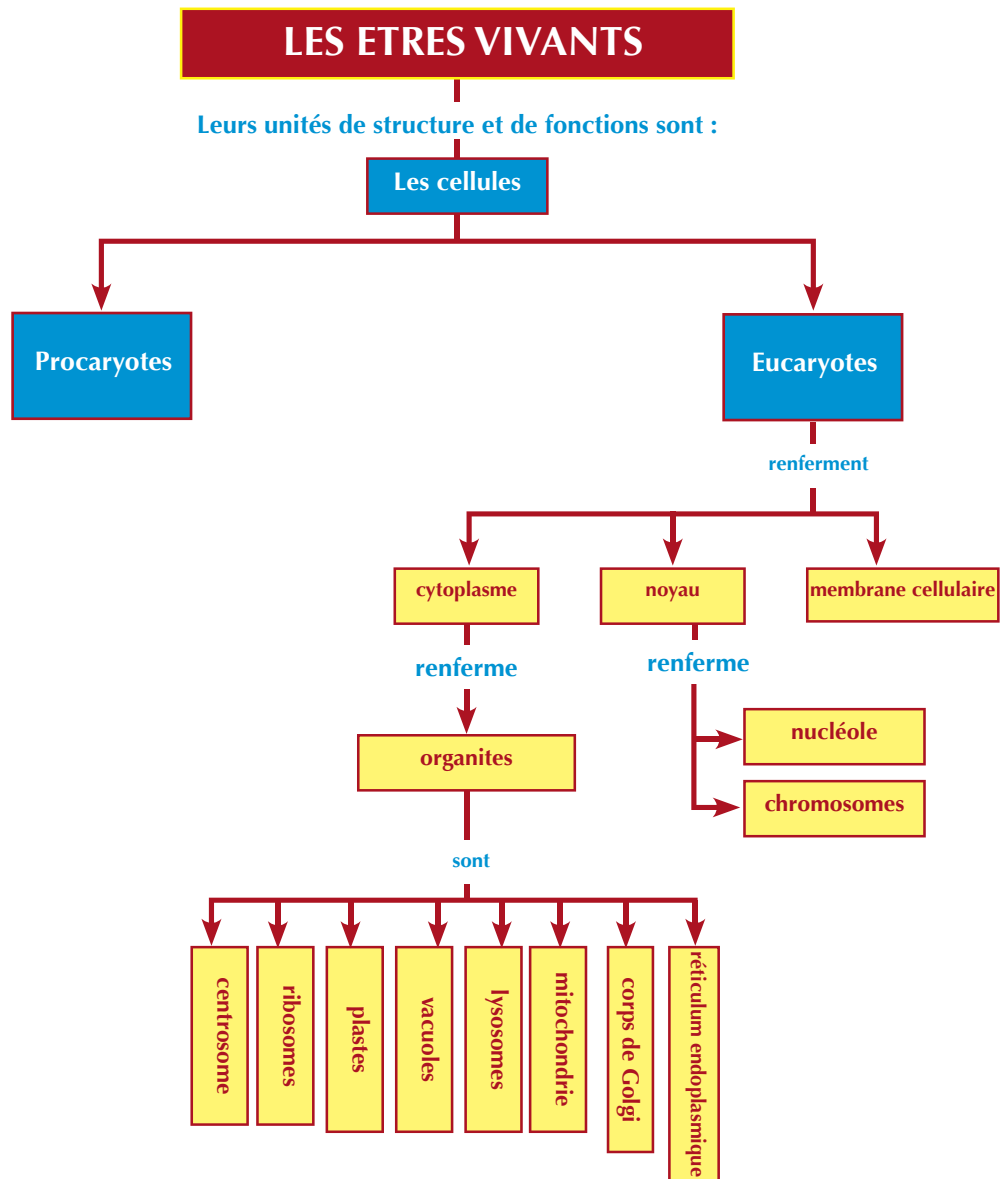 LES ETRES VIVANTS
Leurs unités de structure et de fonctions sont :
Les cellules
Procaryotes
Eucaryotes
renferment
cytoplasme
noyau
membrane cellulaire
renferme
renferme
nucléole
organites
chromosomes
sont
centrosome
ribosomes
plastes
vacuoles
lysosomes
mitochondrie
corps de Golgi
réticulum endoplasmique